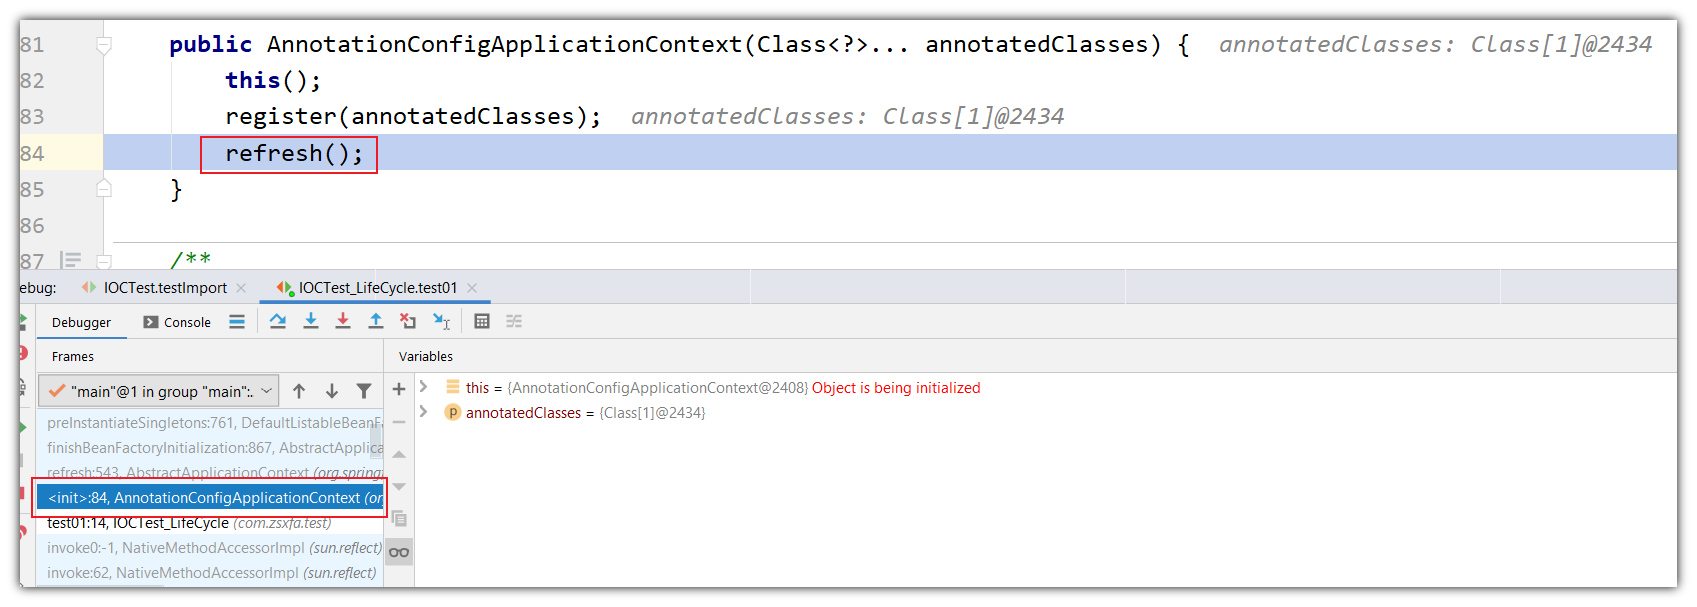 81 public AnnotationConfigApplicationContext(Class<?>... annotatedClasses) { annotatedClasses: Class[1]@2434
82 this();
83 register(annotatedClasses); annotatedClasses: Class[1]@2434
84 refresh();
85 }
86
87 /**
ebug: IOCTest.testImport IOCTest_LifeCycle.test01
Debugger Console
Frames Variables
"main"@1 in group "main":.
this = {AnnotationConfigApplicationContext@2408} Object is being initialized
p annotatedClasses = {Class[1]@2434}
preInstantiateSingletons:761, DefaultListableBeanFa
finishBeanFactoryInitialization:867, AbstractApplica
refresh:543, AbstractApplicationContext (org.spring
<init>:84, AnnotationConfigApplicationContext (or
test01:14, IOCTest_LifeCycle (com.zsxfa.test)
invoke0:-1, NativeMethodAccessorImpl (sun.reflect)
invoke:62, NativeMethodAccessorImpl (sun.reflect)